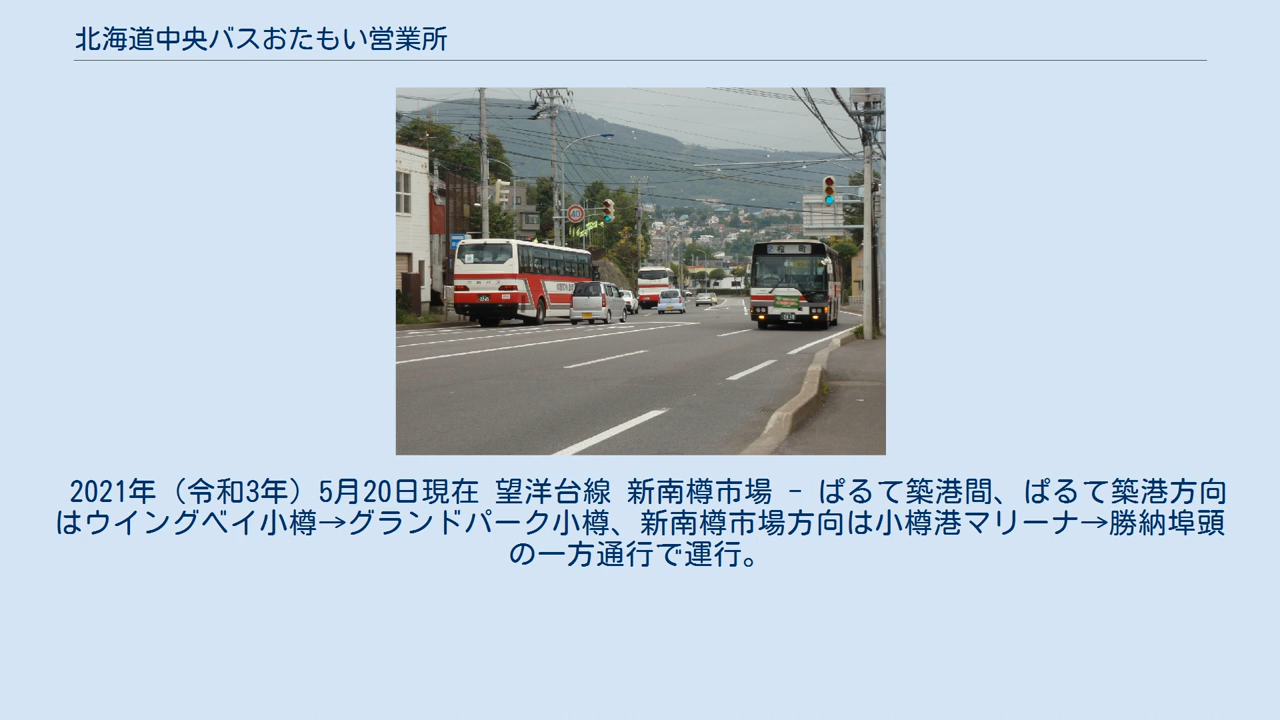 北海道中央バスおたもい営業所
桜 町
2021年（令和3年）5月20日現在 望洋台線 新南樽市場 - ぱるて築港間、ぱるて築港方向
はウイングベイ小樽→グランドパーク小樽、新南樽市場方向は小樽港マリーナ→勝納埠頭
の一方通行で運行。